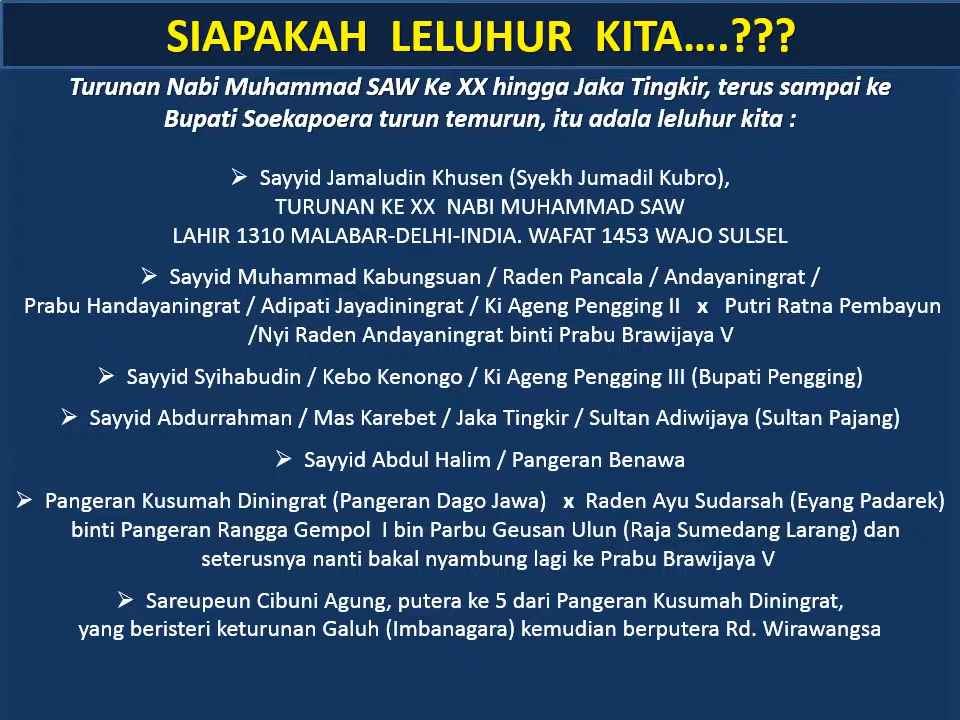 SIAPAKAH LELUHUR KITA….???
Turunan Nabi Muhammad SAW Ke XX hingga Jaka Tingkir, terus sampai ke
Bupati Soekapoera turun temurun, itu adala leluhur kita :
➢ Sayyid Jamaludin Khusen (Syekh Jumadil Kubro),
TURUNAN KE XX NABI MUHAMMAD SAW
LAHIR 1310 MALABAR-DELHI-INDIA. WAFAT 1453 WAJO SULSEL
➢ Sayyid Muhammad Kabungsuan / Raden Pancala / Andayaningrat /
Prabu Handayaningrat / Adipati Jayadiningrat / Ki Ageng Pengging II x Putri Ratna Pembayun
/Nyi Raden Andayaningrat binti Prabu Brawijaya V
➢ Sayyid Syihabudin / Kebo Kenongo / Ki Ageng Pengging III (Bupati Pengging)
➢ Sayyid Abdurrahman / Mas Karebet / Jaka Tingkir / Sultan Adiwijaya (Sultan Pajang)
➢ Sayyid Abdul Halim / Pangeran Benawa
➢ Pangeran Kusumah Diningrat (Pangeran Dago Jawa) x Raden Ayu Sudarsah (Eyang Padarek)
binti Pangeran Rangga Gempol I bin Parbu Geusan Ulun (Raja Sumedang Larang) dan
seterusnya nanti bakal nyambung lagi ke Prabu Brawijaya V
➢ Sareupeun Cibuni Agung, putera ke 5 dari Pangeran Kusumah Diningrat,
yang beristeri keturunan Galuh (Imbanagara) kemudian berputera Rd. Wirawangsa